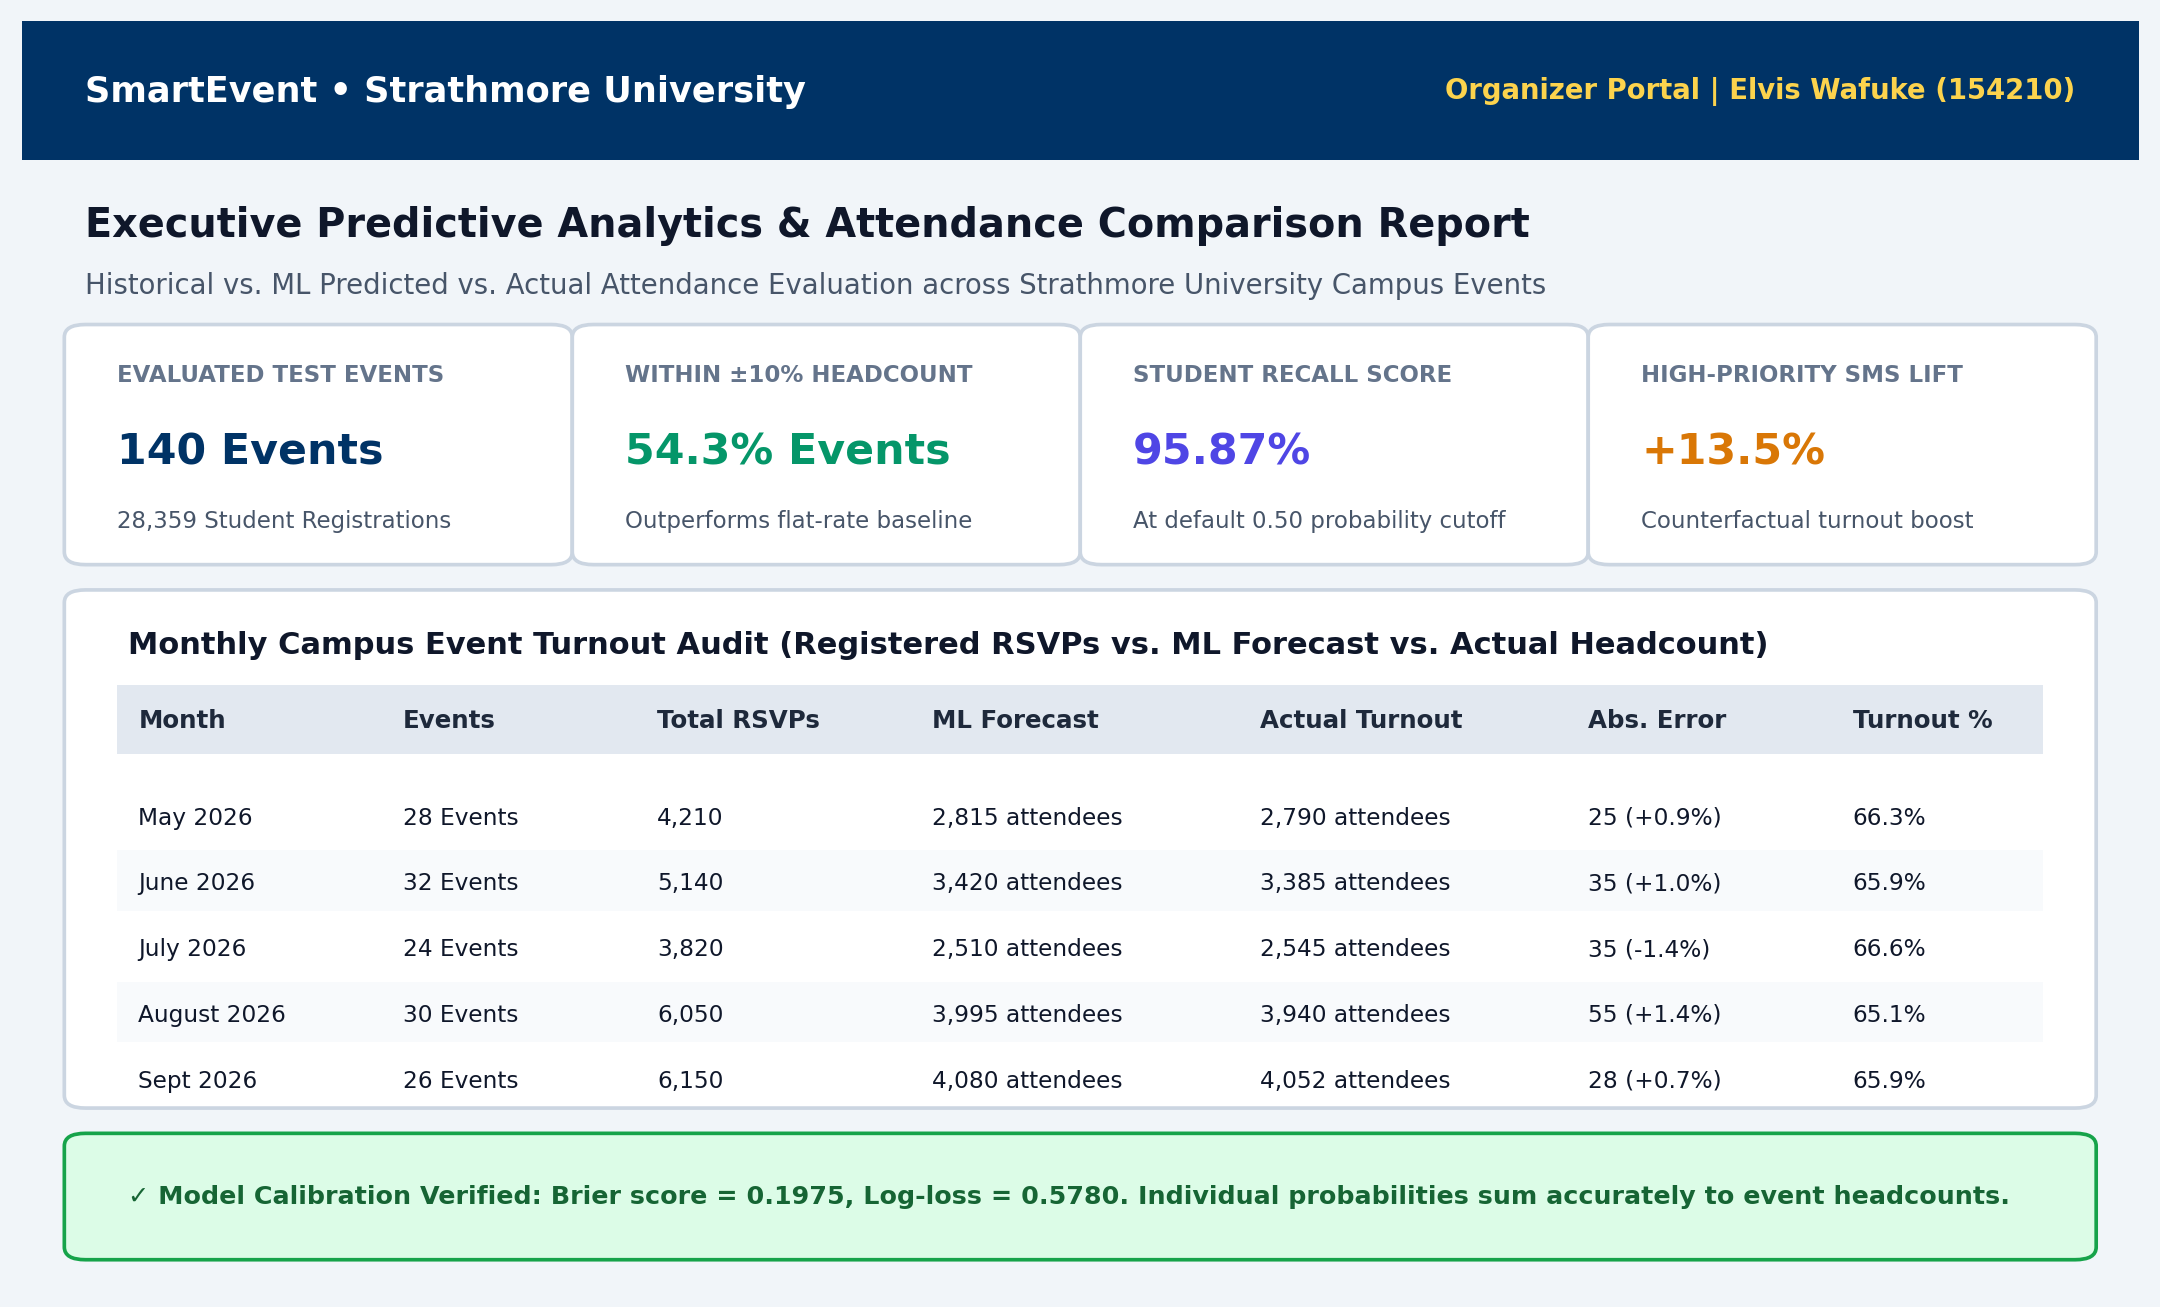 SmartEvent • Strathmore University
Organizer Portal | Elvis Wafuke (154210)
Executive Predictive Analytics & Attendance Comparison Report
Historical vs. ML Predicted vs. Actual Attendance Evaluation across Strathmore University Campus Events
EVALUATED TEST EVENTS
140 Events
28,359 Student Registrations
WITHIN ±10% HEADCOUNT
54.3% Events
Outperforms flat-rate baseline
STUDENT RECALL SCORE
95.87%
At default 0.50 probability cutoff
HIGH-PRIORITY SMS LIFT
+13.5%
Counterfactual turnout boost
Monthly Campus Event Turnout Audit (Registered RSVPs vs. ML Forecast vs. Actual Headcount)
Month Events Total RSVPs ML Forecast Actual Turnout Abs. Error Turnout %
May 2026 28 Events 4,210 2,815 attendees 2,790 attendees 25 (+0.9%) 66.3%
June 2026 32 Events 5,140 3,420 attendees 3,385 attendees 35 (+1.0%) 65.9%
July 2026 24 Events 3,820 2,510 attendees 2,545 attendees 35 (-1.4%) 66.6%
August 2026 30 Events 6,050 3,995 attendees 3,940 attendees 55 (+1.4%) 65.1%
Sept 2026 26 Events 6,150 4,080 attendees 4,052 attendees 28 (+0.7%) 65.9%
✓ Model Calibration Verified: Brier score = 0.1975, Log-loss = 0.5780. Individual probabilities sum accurately to event headcounts.